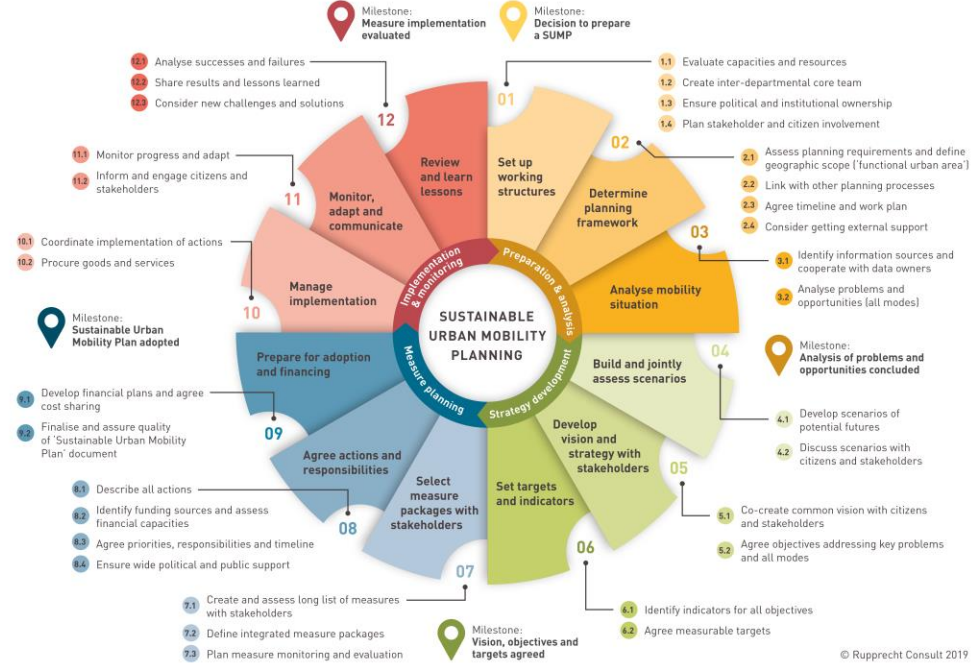 Milestone:
Measure implementation
evaluated
Milestone:
Decision to prepare
a SUMP
SUSTAINABLE
URBAN MOBILITY
PLANNING
Preparation & analysis
Strategy development
Measure planning
Implementation
& monitoring
01
Set up
working
structures
1.1 Evaluate capacities and resources
1.2 Create inter-departmental core team
1.3 Ensure political and institutional ownership
1.4 Plan stakeholder and citizen involvement
02
Determine
planning
framework
2.1 Assess planning requirements and define
geographic scope (‘functional urban area’)
2.2 Link with other planning processes
2.3 Agree timeline and work plan
2.4 Consider getting external support
03
Analyse mobility
situation
3.1 Identify information sources and
cooperate with data owners
3.2 Analyse problems and
opportunities (all modes)
Milestone:
Analysis of problems and
opportunities concluded
04
Build and jointly
assess scenarios
4.1 Develop scenarios of
potential futures
4.2 Discuss scenarios with
citizens and stakeholders
05
Develop
vision and
strategy with
stakeholders
5.1 Co-create common vision with citizens
and stakeholders
5.2 Agree objectives addressing key problems
and all modes
06
Set targets
and indicators
6.1 Identify indicators for all objectives
6.2 Agree measurable targets
Milestone:
Vision, objectives and
targets agreed
07
Select
measure
packages with
stakeholders
7.1 Create and assess long list of measures
with stakeholders
7.2 Define integrated measure packages
7.3 Plan measure monitoring and evaluation
08
Agree actions and
responsibilities
8.1 Describe all actions
8.2 Identify funding sources and assess
financial capacities
8.3 Agree priorities, responsibilities and timeline
8.4 Ensure wide political and public support
09
Prepare for adoption
and financing
9.1 Develop financial plans and agree
cost sharing
9.2 Finalise and assure quality
of ‘Sustainable Urban Mobility
Plan’ document
Milestone:
Sustainable Urban
Mobility Plan adopted
10
Manage
implementation
10.1 Coordinate implementation of actions
10.2 Procure goods and services
11
Monitor,
adapt and
communicate
11.1 Monitor progress and adapt
11.2 Inform and engage citizens and
stakeholders
12
Review
and learn
lessons
12.1 Analyse successes and failures
12.2 Share results and lessons learned
12.3 Consider new challenges and solutions
© Rupprecht Consult 2019